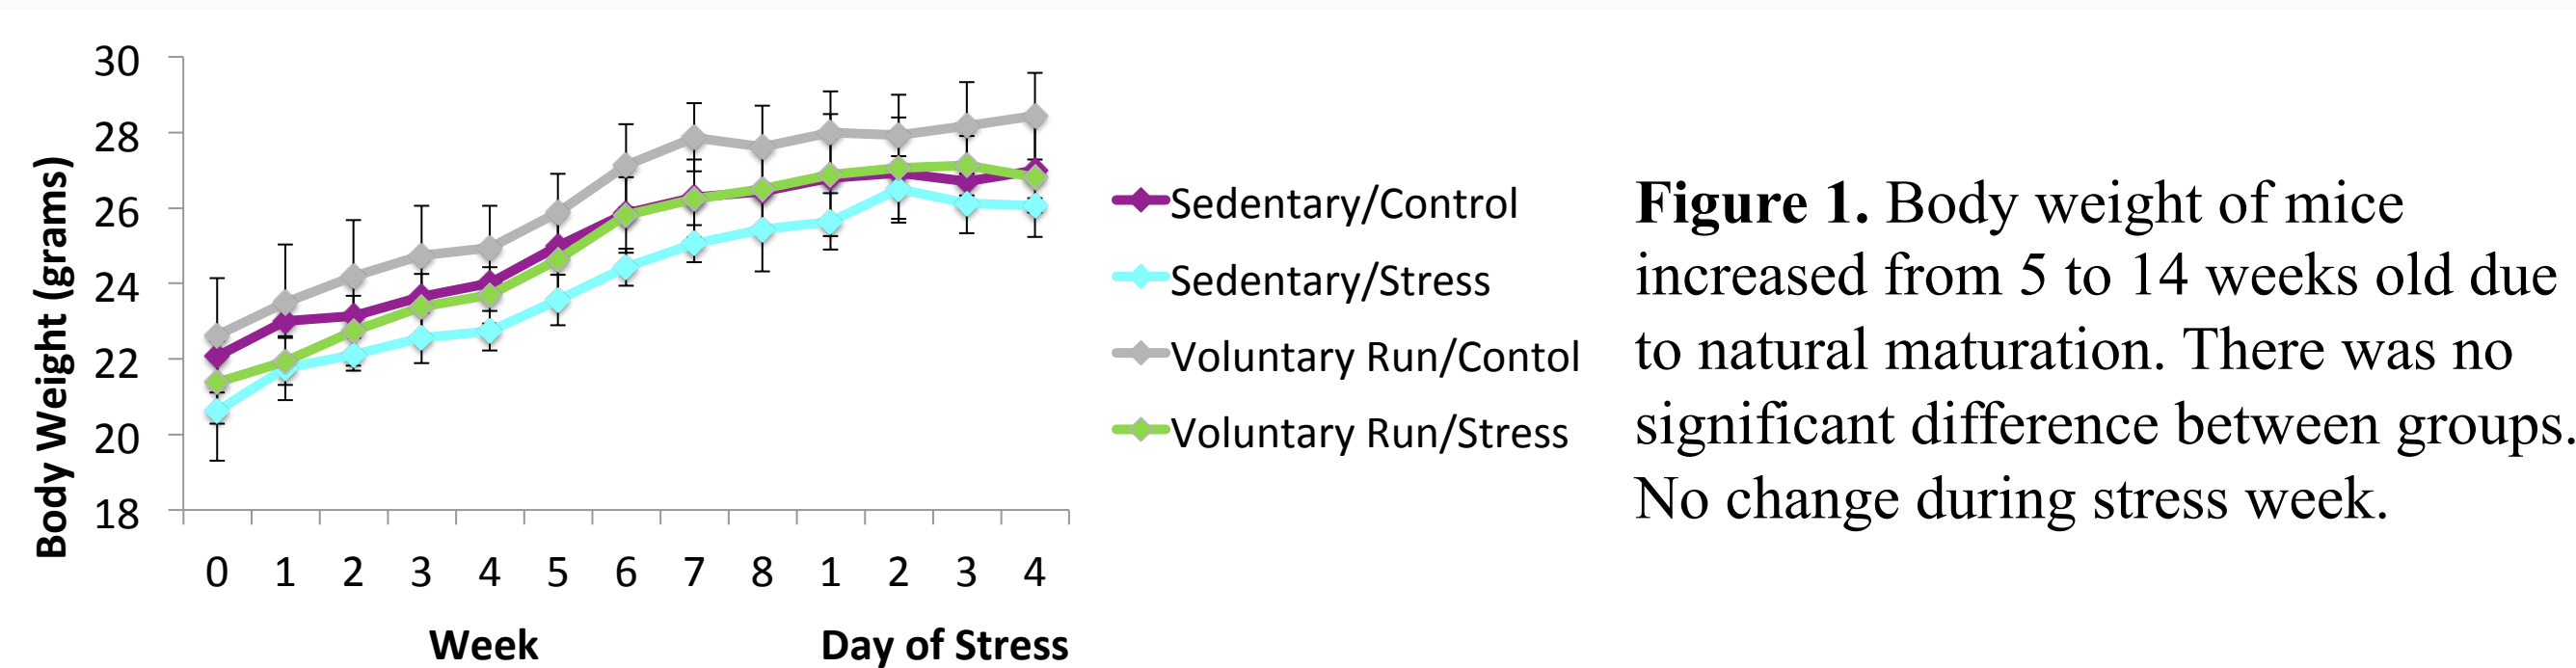 30
28
26
24
22
20
18
Body Weight (grams)
0 1 2 3 4 5 6 7 8 1 2 3 4
Week Day of Stress
Sedentary/Control
Sedentary/Stress
Voluntary Run/Contol
Voluntary Run/Stress
Figure 1. Body weight of mice
increased from 5 to 14 weeks old due
to natural maturation. There was no
significant difference between groups.
No change during stress week.